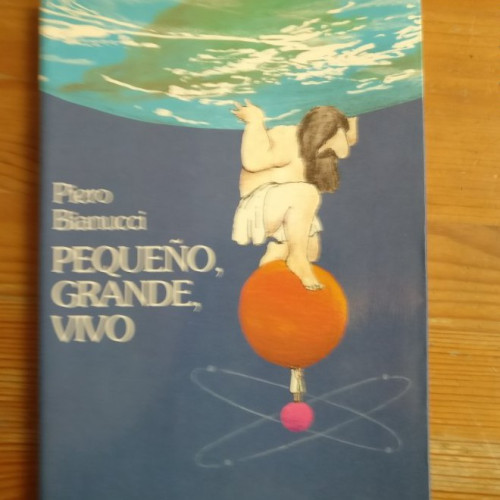 Piero
Bianucci
PEQUEÑO,
GRANDE,
VIVO